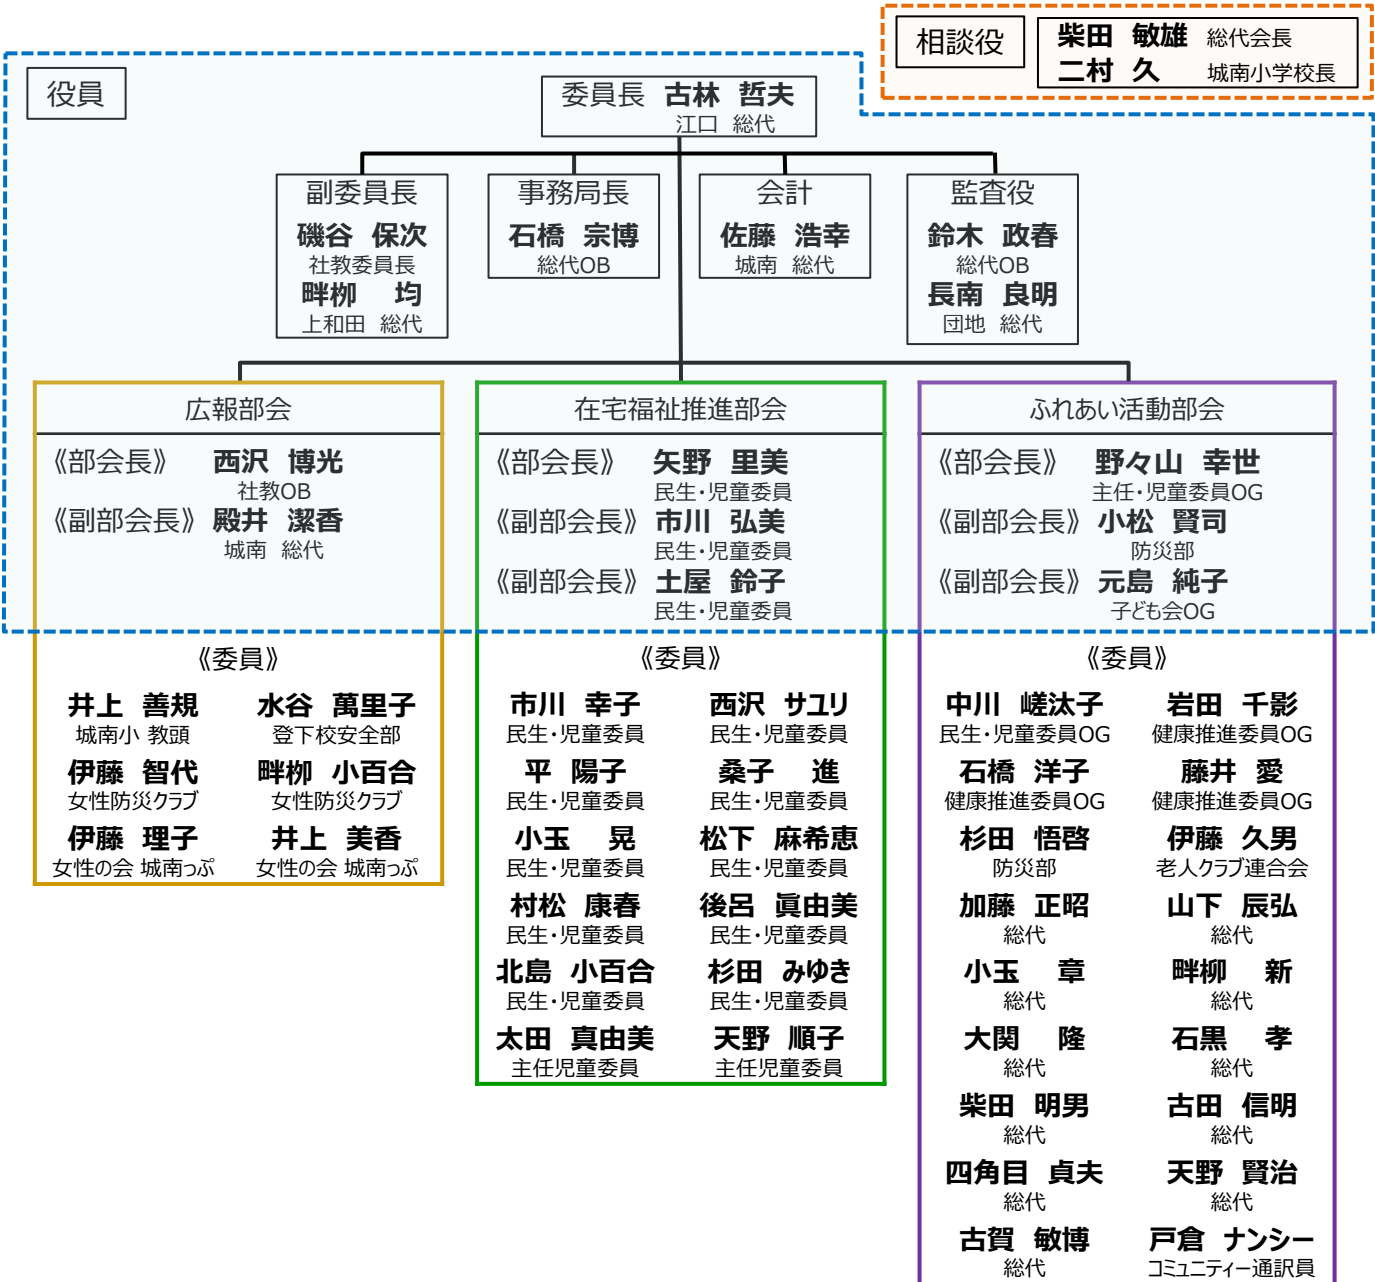 相談役
柴田 敏雄 総代会長
二村 久 城南小学校長
役員
委員長 古林 哲夫
江口 総代
副委員長
磯谷 保次
社教委員長
畔栁 均
上和田 総代
事務局長
石橋 宗博
総代OB
会計
佐藤 浩幸
城南 総代
監査役
鈴木 政春
総代OB
長南 良明
団地 総代
広報部会
《部会長》 西沢 博光
社教OB
《副部会長》 殿井 潔香
城南 総代
《委員》
井上 善規 水谷 萬里子
城南小 教頭 登下校安全部
伊藤 智代 畔栁 小百合
女性防災クラブ 女性防災クラブ
伊藤 理子 井上 美香
女性の会 城南っぷ 女性の会 城南っぷ
在宅福祉推進部会
《部会長》 矢野 里美
民生・児童委員
《副部会長》 市川 弘美
民生・児童委員
《副部会長》 土屋 鈴子
民生・児童委員
《委員》
市川 幸子 西沢 サユリ
民生・児童委員 民生・児童委員
平 陽子 桑子 進
民生・児童委員 民生・児童委員
小玉 晃 松下 麻希恵
民生・児童委員 民生・児童委員
村松 康春 後呂 眞由美
民生・児童委員 民生・児童委員
北島 小百合 杉田 みゆき
民生・児童委員 民生・児童委員
太田 真由美 天野 順子
主任児童委員 主任児童委員
ふれあい活動部会
《部会長》 野々山 幸世
主任・児童委員OG
《副部会長》 小松 賢司
防災部
《副部会長》 元島 純子
子ども会OG
《委員》
中川 嵯汰子 岩田 千影
民生・児童委員OG 健康推進委員OG
石橋 洋子 藤井 愛
健康推進委員OG 健康推進委員OG
杉田 悟啓 伊藤 久男
防災部 老人クラブ連合会
加藤 正昭 山下 辰弘
総代 総代
小玉 章 畔柳 新
総代 総代
大関 隆 石黒 孝
総代 総代
柴田 明男 古田 信明
総代 総代
四角目 貞夫 天野 賢治
総代 総代
古賀 敏博 戸倉 ナンシー
総代 コミュニティー通訳員